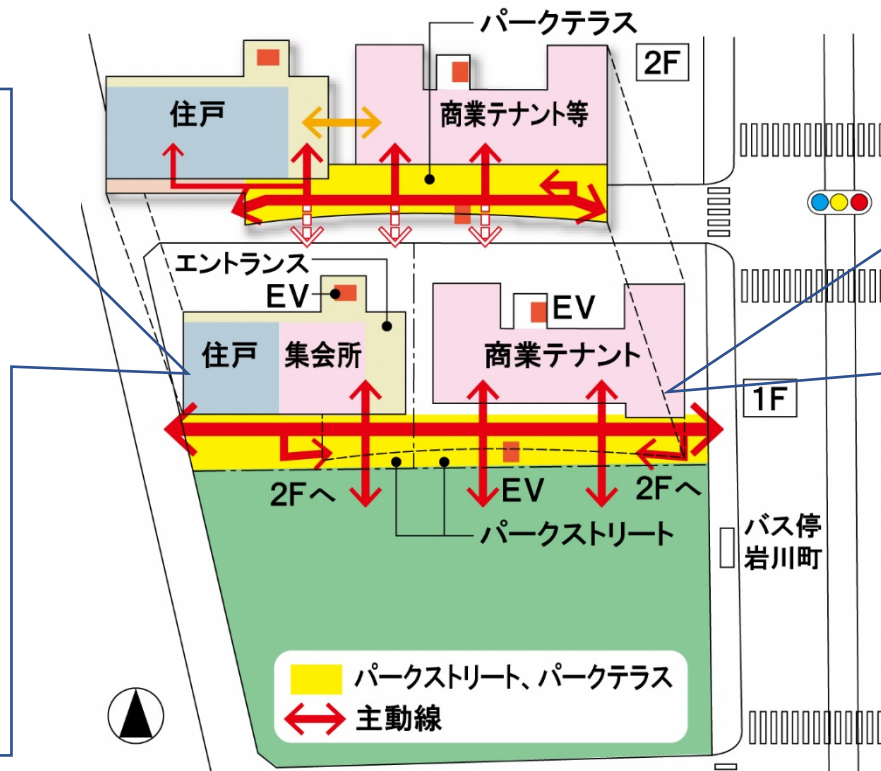 パークテラス
2F
住戸
商業テナント等
エントランス
EV
EV
住戸
集会所
商業テナント
1F
2Fへ
EV
2Fへ
パークストリート
バス停
岩川町
パークストリート、パークテラス
主動線